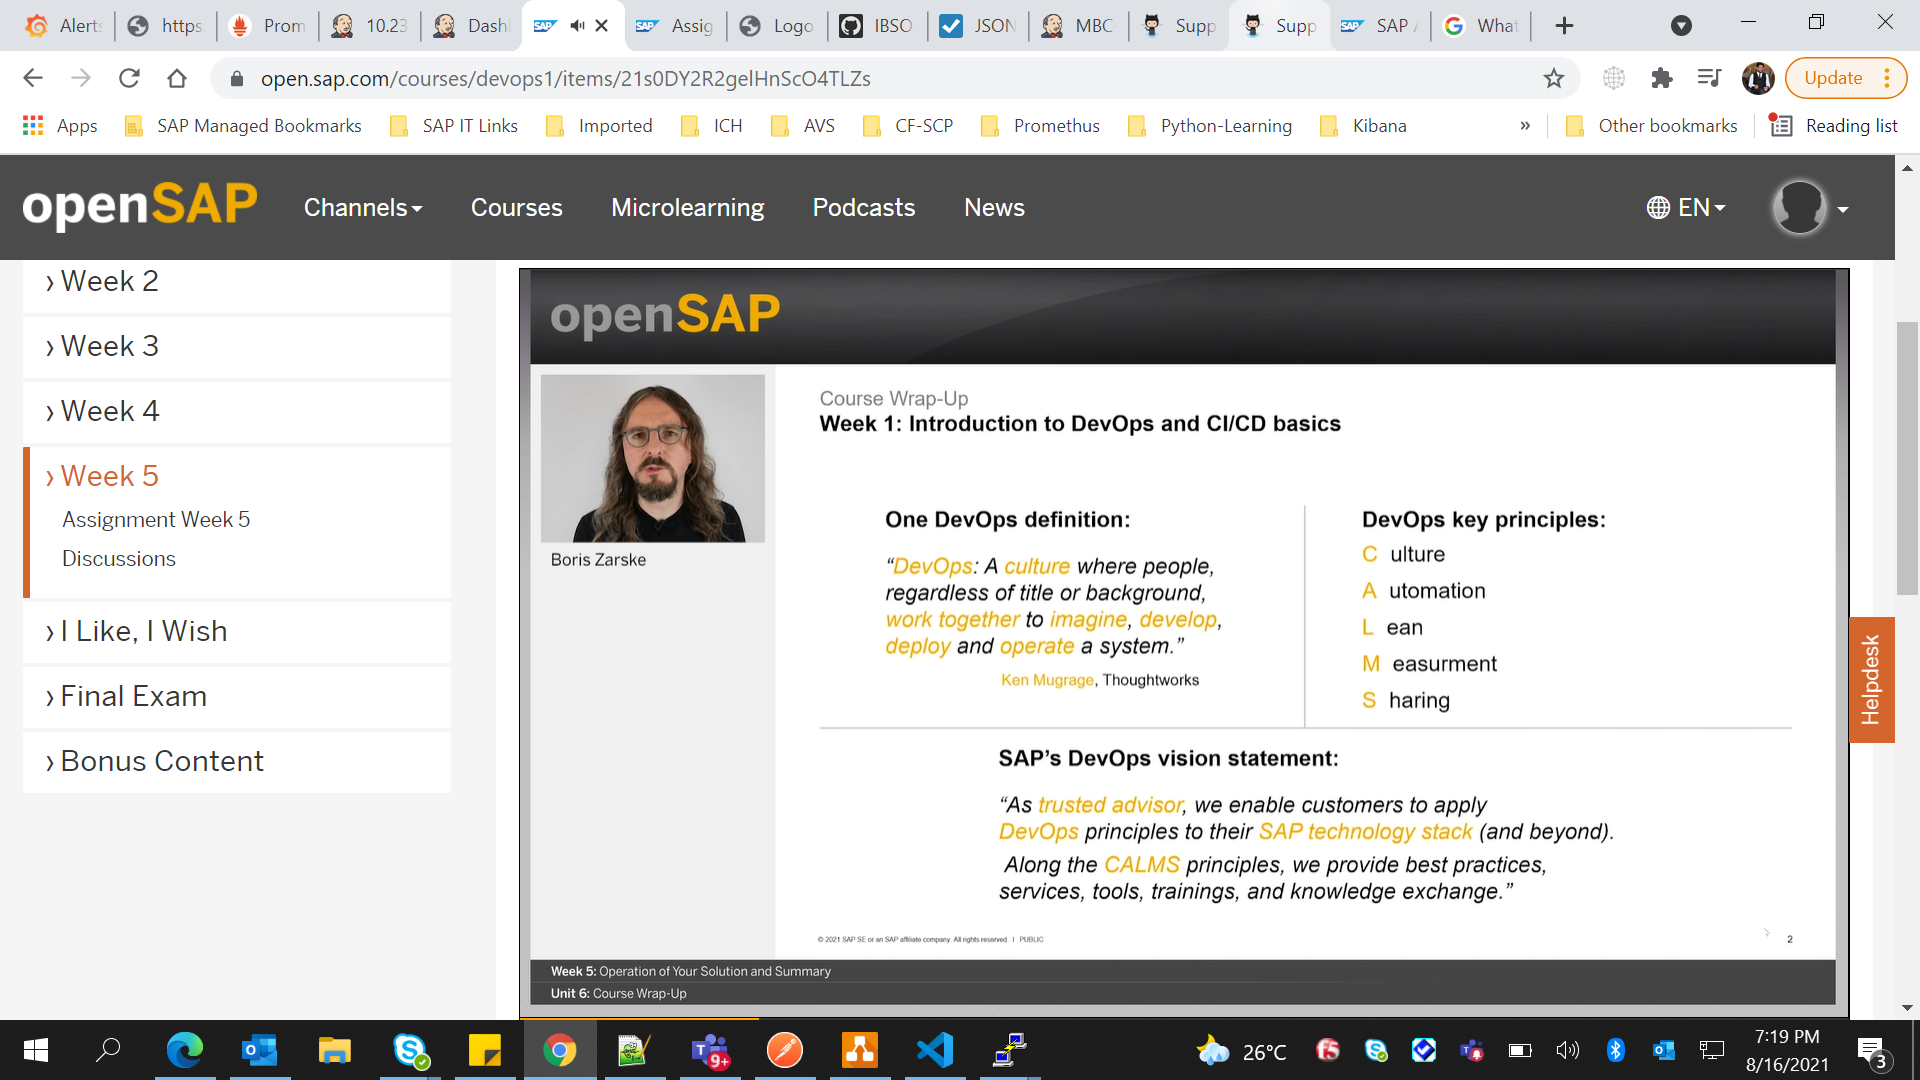 Alerts
https
Prom
10.23
Dash
Assig
Logo
IBSO
JSON
MBC
Supp
Supp
SAP
What
open.sap.com/courses/devops1/items/21s0DY2R2gelHnScO4TLZs
Update
Apps
SAP Managed Bookmarks
SAP IT Links
Imported
ICH
AVS
CF-SCP
Promethus
Python-Learning
Kibana
»
Other bookmarks
Reading list
openSAP
Channels
Courses
Microlearning
Podcasts
News
EN
› Week 2
› Week 3
› Week 4
› Week 5
Assignment Week 5
Discussions
› I Like, I Wish
› Final Exam
› Bonus Content
openSAP
Boris Zarske
Course Wrap-Up
Week 1: Introduction to DevOps and CI/CD basics
One DevOps definition:
“DevOps: A culture where people,
regardless of title or background,
work together to imagine, develop,
deploy and operate a system.”
Ken Mugrage, Thoughtworks
DevOps key principles:
C ulture
A utomation
L ean
M easurment
S haring
SAP’s DevOps vision statement:
“As trusted advisor, we enable customers to apply
DevOps principles to their SAP technology stack (and beyond).
Along the CALMS principles, we provide best practices,
services, tools, trainings, and knowledge exchange.”
© 2021 SAP SE or an SAP affiliate company. All rights reserved. I PUBLIC
2
Week 5: Operation of Your Solution and Summary
Unit 6: Course Wrap-Up
Helpdesk
9+
26°C
7:19 PM
8/16/2021
3